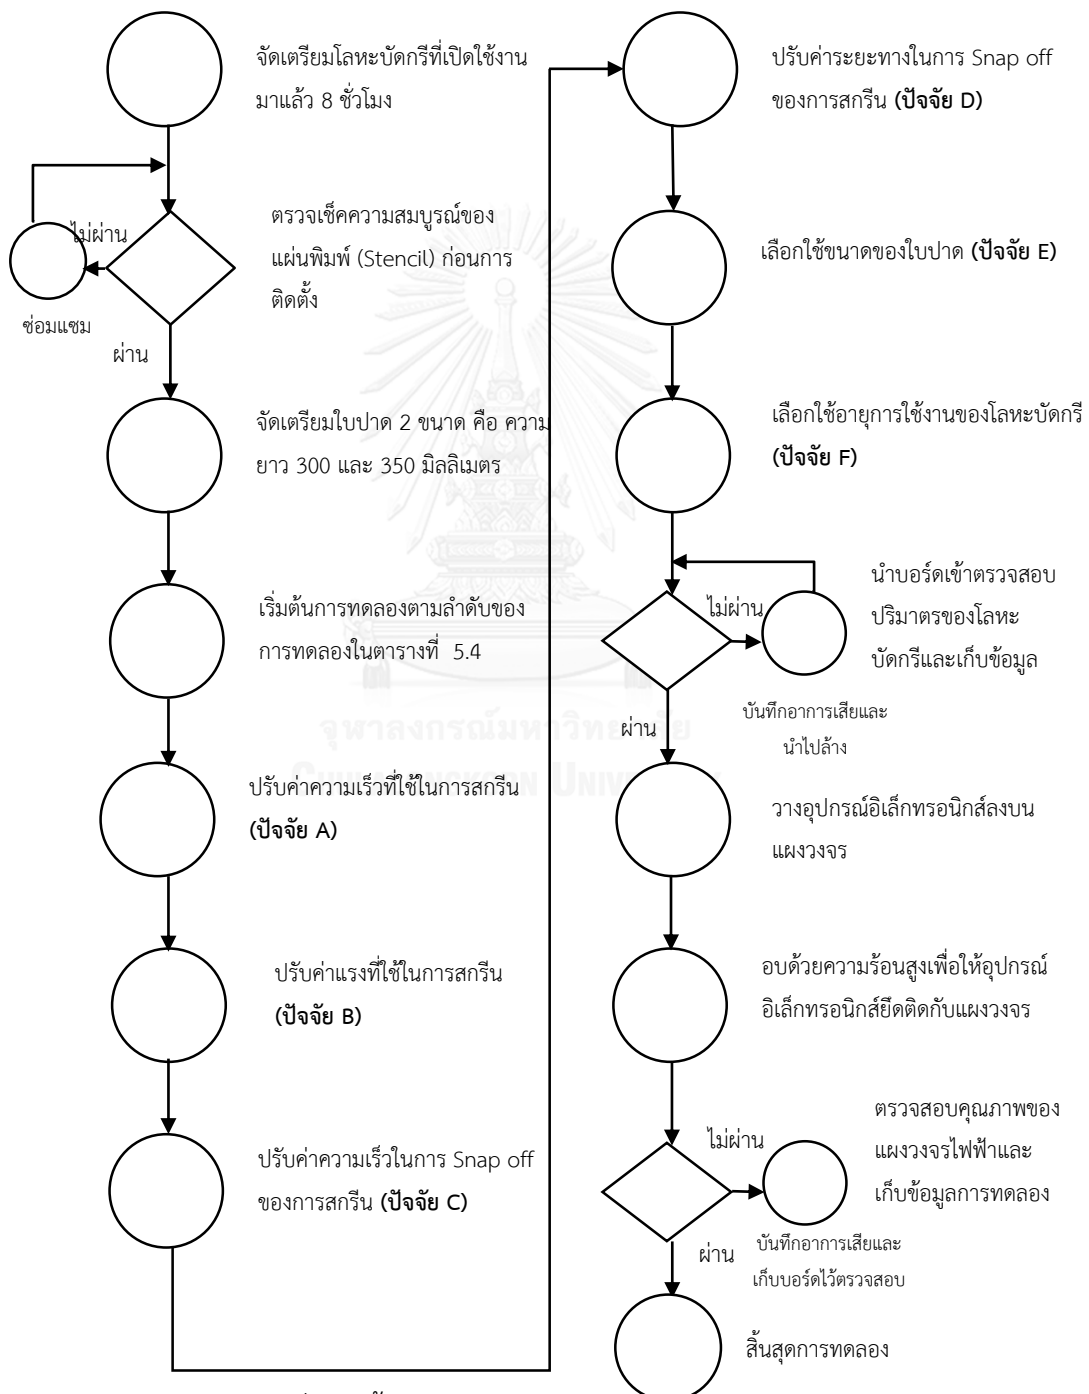 จัดเตรียมโลหะบัดกรีที่เปิดใช้งาน
มาแล้ว 8 ชั่วโมง
ตรวจเช็คความสมบูรณ์ของ
แผ่นพิมพ์ (Stencil) ก่อนการ
ติดตั้ง
ไม่ผ่าน
ซ่อมแซม
ผ่าน
จัดเตรียมใบปาด 2 ขนาด คือ ความ
ยาว 300 และ 350 มิลลิเมตร
เริ่มต้นการทดลองตามลำดับของ
การทดลองในตารางที่ 5.4
ปรับค่าความเร็วที่ใช้ในการสกรีน
(ปัจจัย A)
ปรับค่าแรงที่ใช้ในการสกรีน
(ปัจจัย B)
ปรับค่าความเร็วในการ Snap off
ของการสกรีน (ปัจจัย C)
ปรับค่าระยะทางในการ Snap off
ของการสกรีน (ปัจจัย D)
เลือกใช้ขนาดของใบปาด (ปัจจัย E)
เลือกใช้อายุการใช้งานของโลหะบัดกรี
(ปัจจัย F)
นำบอร์ดเข้าตรวจสอบ
ปริมาตรของโลหะ
บัดกรีและเก็บข้อมูล
ไม่ผ่าน
บันทึกอาการเสียและ
นำไปล้าง
ผ่าน
วางอุปกรณ์อิเล็กทรอนิกส์ลงบน
แผงวงจร
อบด้วยความร้อนสูงเพื่อให้อุปกรณ์
อิเล็กทรอนิกส์ยึดติดกับแผงวงจร
ตรวจสอบคุณภาพของ
แผงวงจรไฟฟ้าและ
เก็บข้อมูลการทดลอง
ไม่ผ่าน
บันทึกอาการเสียและ
เก็บบอร์ดไว้ตรวจสอบ
ผ่าน
สิ้นสุดการทดลอง
จุฬาลงกรณ์มหาวิทยาลัย